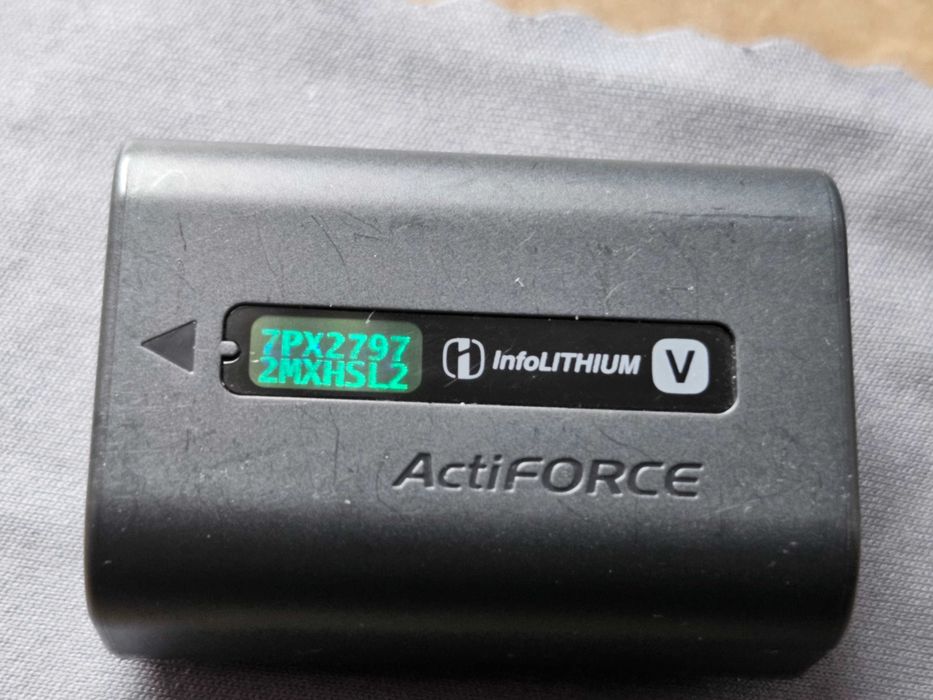 7PX2797
2MXHSL2
i InfoLITHIUM V
ActiFORCE